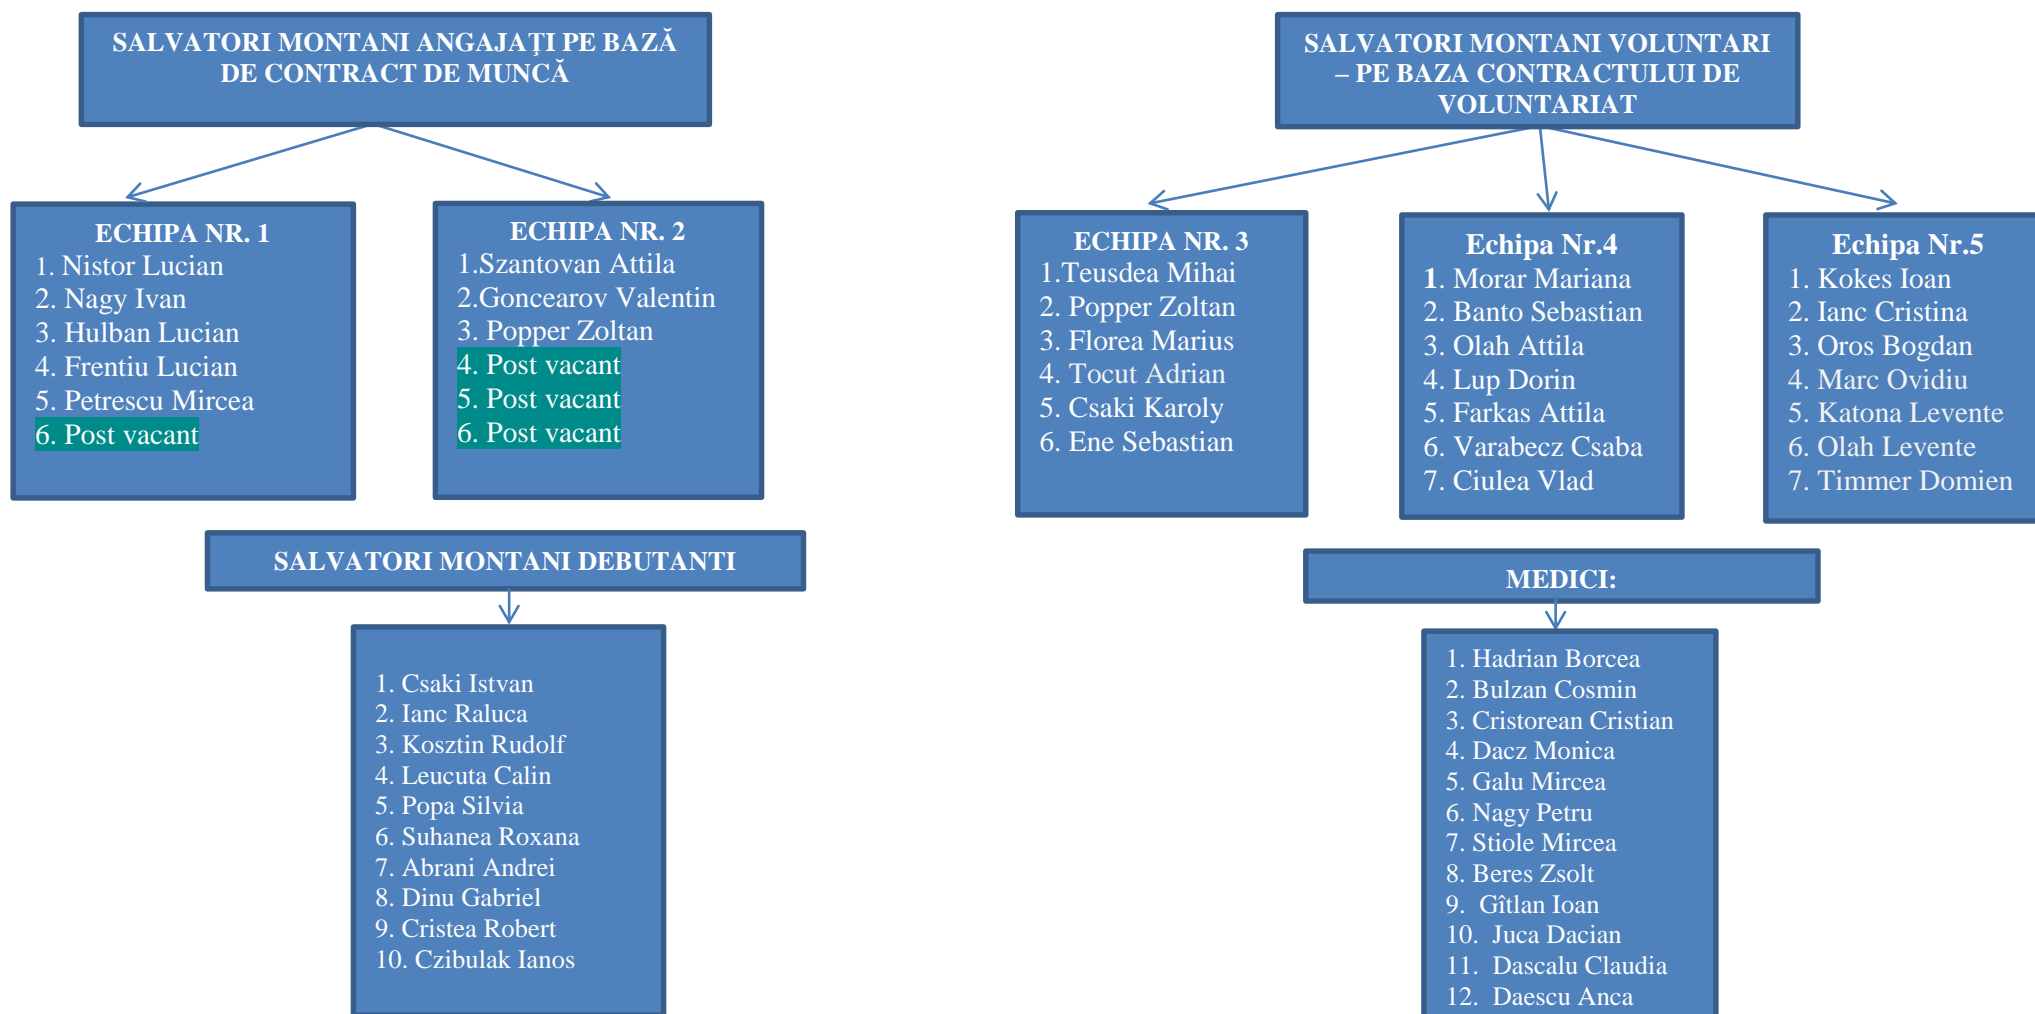 SALVATORI MONTANI ANGAJAŢI PE BAZĂ
DE CONTRACT DE MUNCĂ
ECHIPA NR. 1
1. Nistor Lucian
2. Nagy Ivan
3. Hulban Lucian
4. Frentiu Lucian
5. Petrescu Mircea
6. Post vacant
ECHIPA NR. 2
1.Szantovan Attila
2.Goncearov Valentin
3. Popper Zoltan
4. Post vacant
5. Post vacant
6. Post vacant
SALVATORI MONTANI VOLUNTARI
– PE BAZA CONTRACTULUI DE
VOLUNTARIAT
ECHIPA NR. 3
1.Teusdea Mihai
2. Popper Zoltan
3. Florea Marius
4. Tocut Adrian
5. Csaki Karoly
6. Ene Sebastian
Echipa Nr.4
1. Morar Mariana
2. Banto Sebastian
3. Olah Attila
4. Lup Dorin
5. Farkas Attila
6. Varabecz Csaba
7. Ciulea Vlad
Echipa Nr.5
1. Kokes Ioan
2. Ianc Cristina
3. Oros Bogdan
4. Marc Ovidiu
5. Katona Levente
6. Olah Levente
7. Timmer Domien
SALVATORI MONTANI DEBUTANTI
1. Csaki Istvan
2. Ianc Raluca
3. Kosztin Rudolf
4. Leucuta Calin
5. Popa Silvia
6. Suhanea Roxana
7. Abrani Andrei
8. Dinu Gabriel
9. Cristea Robert
10. Czibulak Ianos
MEDICI:
1. Hadrian Borcea
2. Bulzan Cosmin
3. Cristorean Cristian
4. Dacz Monica
5. Galu Mircea
6. Nagy Petru
7. Stiole Mircea
8. Beres Zsolt
9. Gîtlan Ioan
10. Juca Dacian
11. Dascalu Claudia
12. Daescu Anca